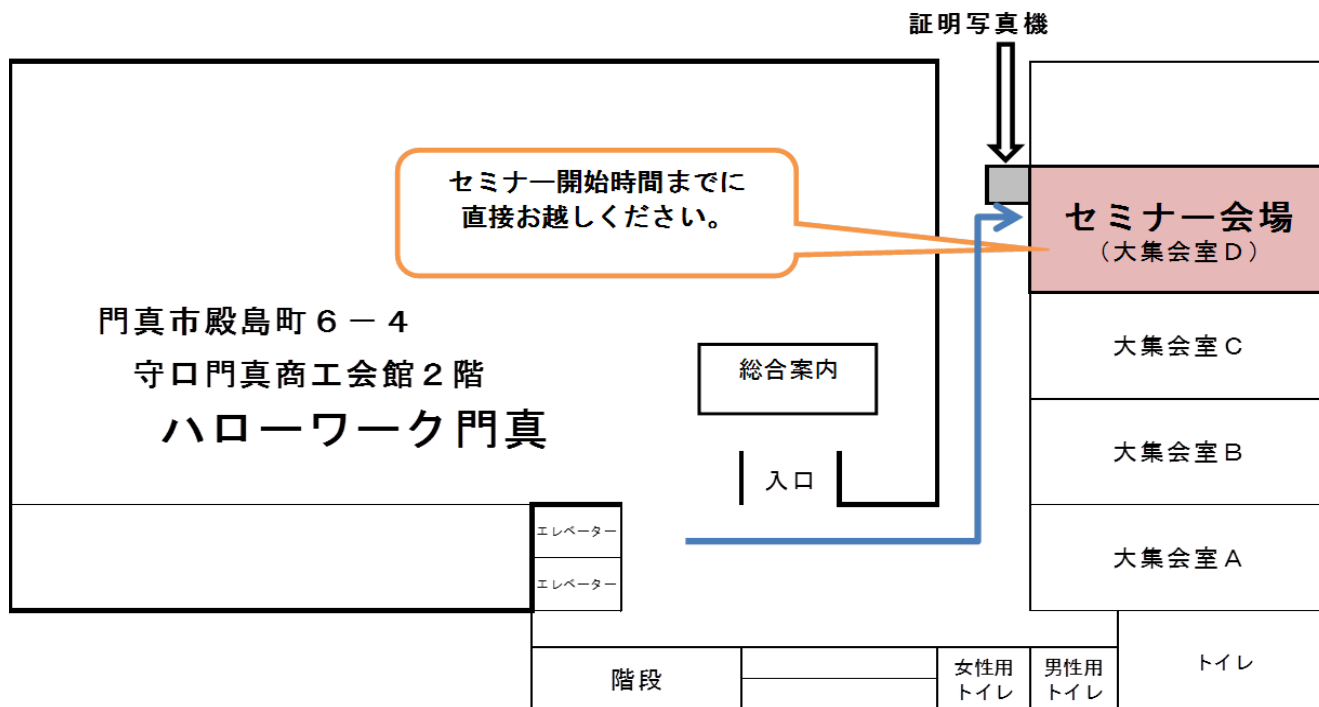 証明写真機
セミナー開始時間までに
直接お越しください。
セミナー会場
（大集会室Ｄ）
門真市殿島町６－４
守口門真商工会館２階
ハローワーク門真
総合案内
入口
大集会室Ｃ
大集会室Ｂ
大集会室Ａ
エレベーター
エレベーター
階段
女性用
トイレ
男性用
トイレ
トイレ